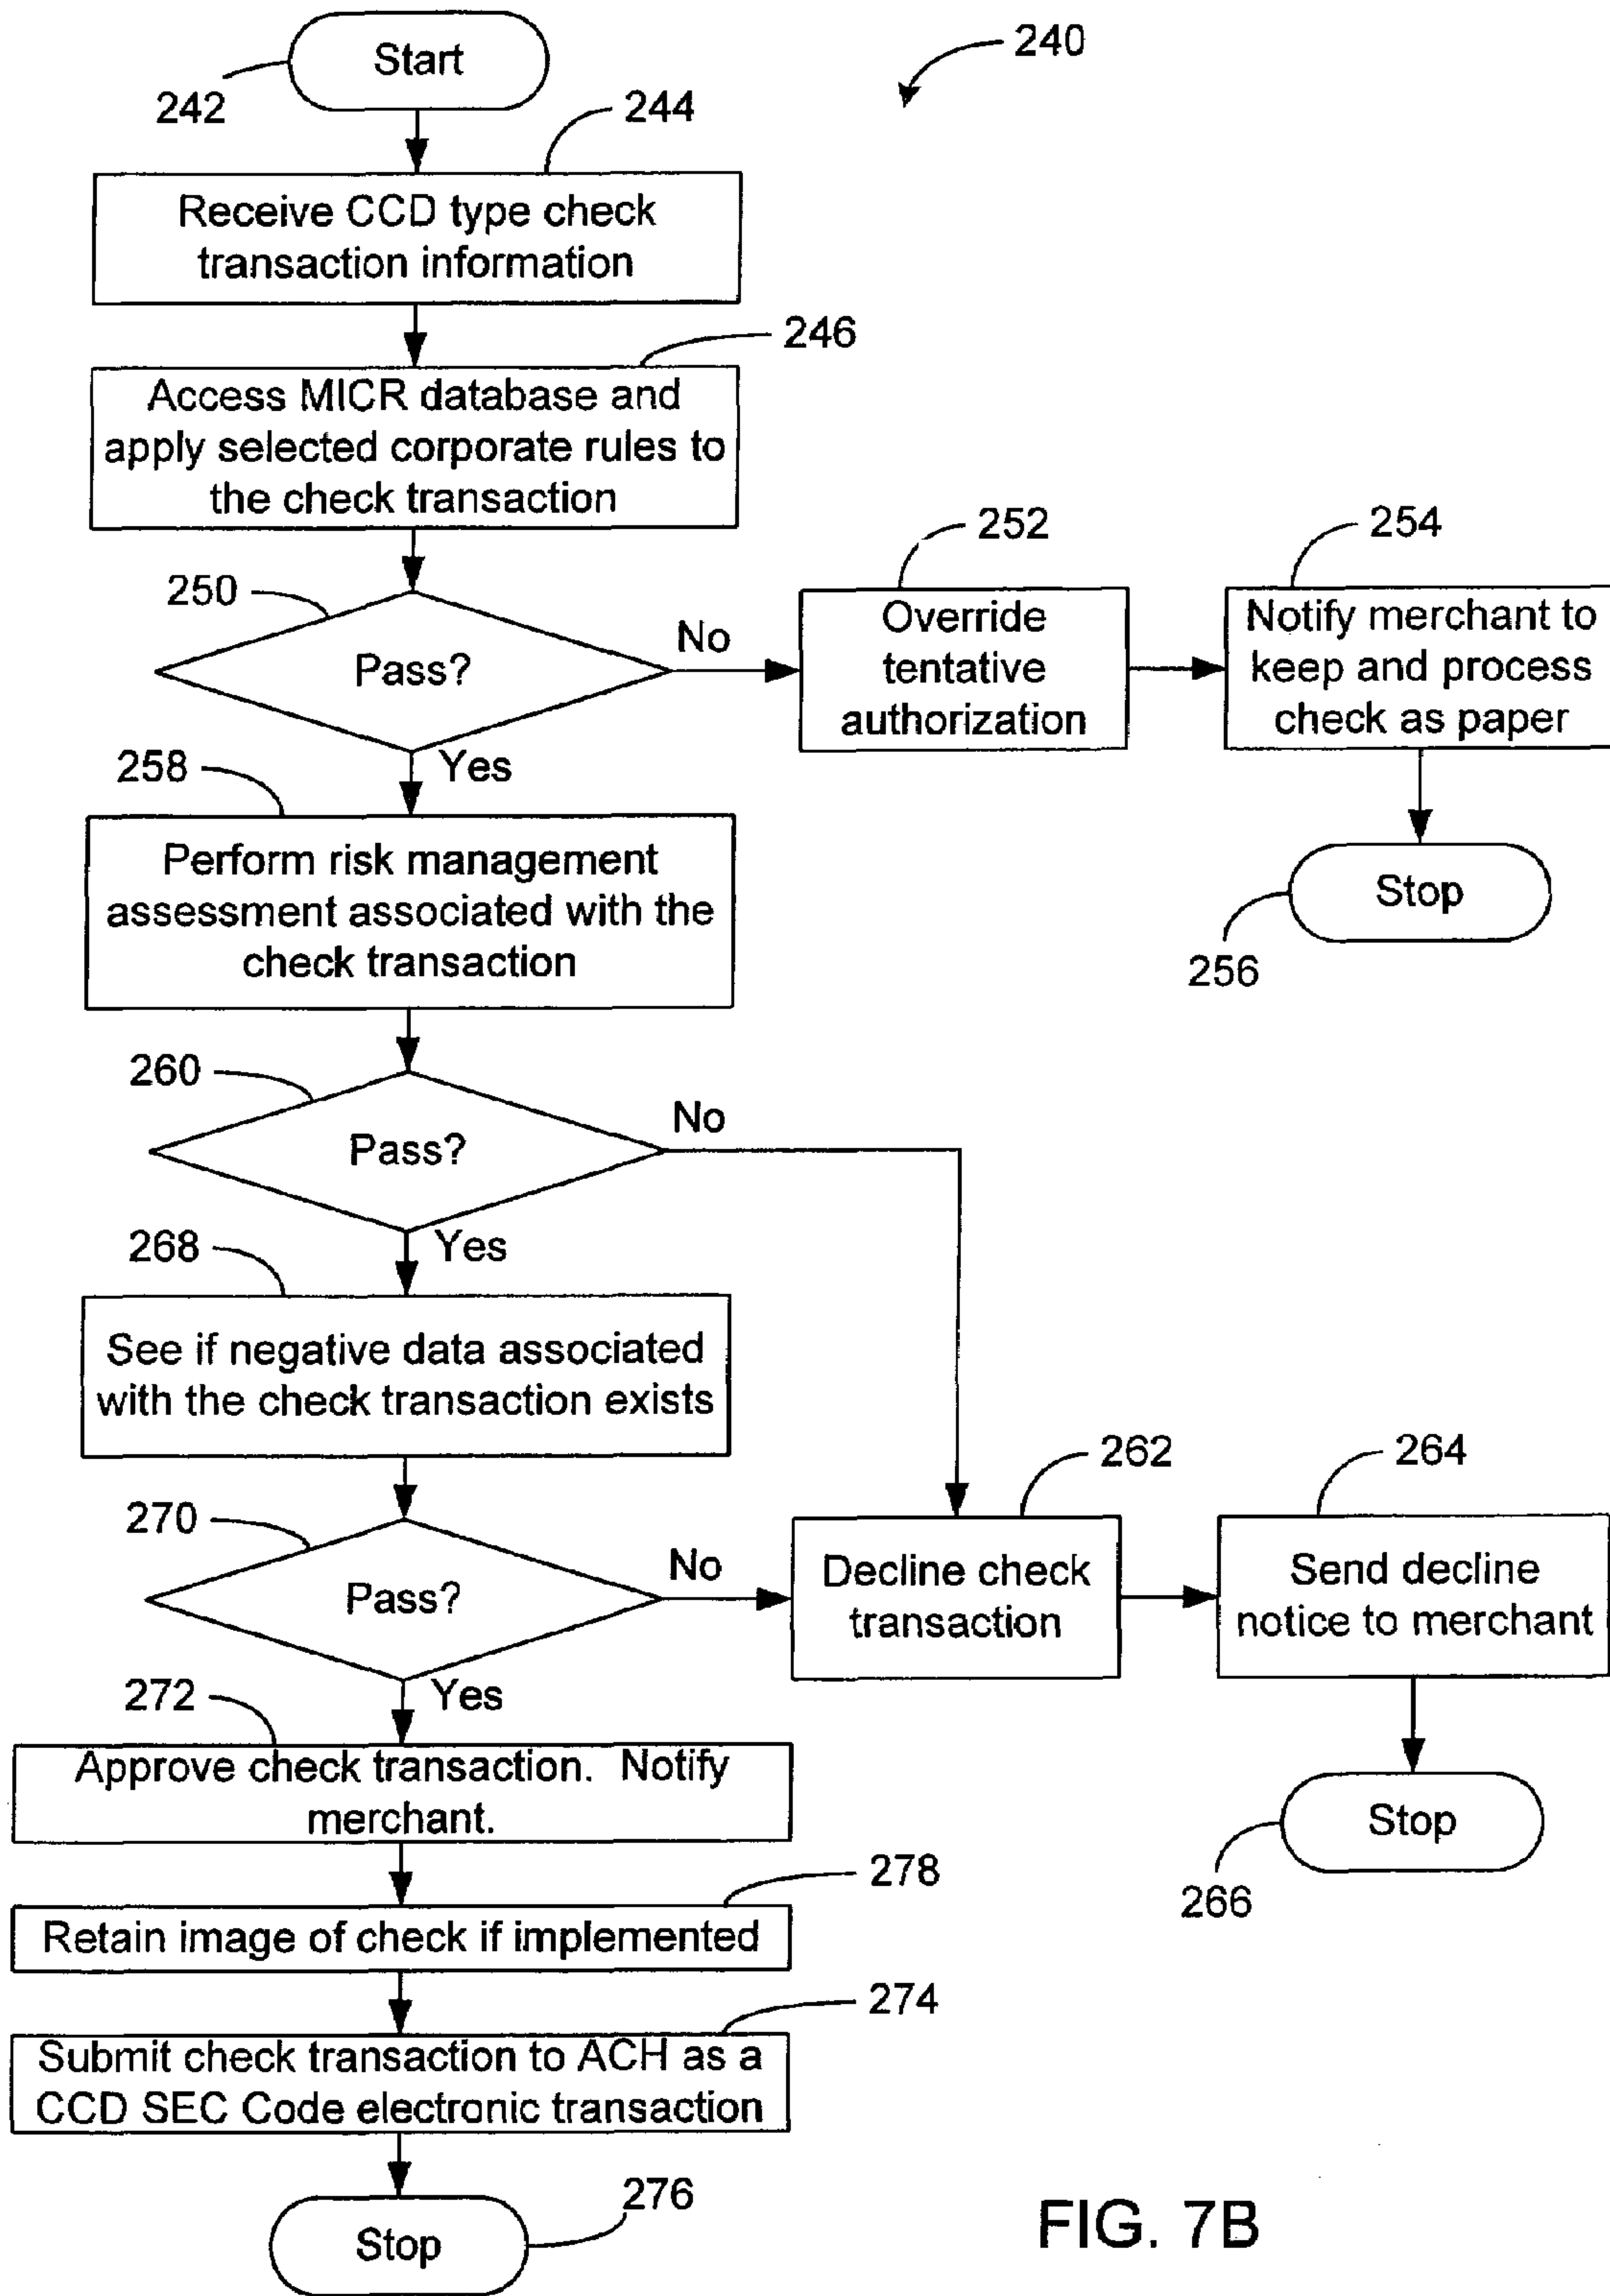 Start
240
242
244
Receive CCD type check
transaction information
246
Access MICR database and
apply selected corporate rules to
the check transaction
250
Pass?
No
252
Override
tentative
authorization
254
Notify merchant to
keep and process
check as paper
Yes
Stop
256
258
Perform risk management
assessment associated with the
check transaction
260
Pass?
No
Yes
268
See if negative data associated
with the check transaction exists
270
Pass?
No
262
Decline check
transaction
264
Send decline
notice to merchant
Yes
Stop
266
272
Approve check transaction. Notify
merchant.
278
Retain image of check if implemented
274
Submit check transaction to ACH as a
CCD SEC Code electronic transaction
276
Stop
FIG. 7B